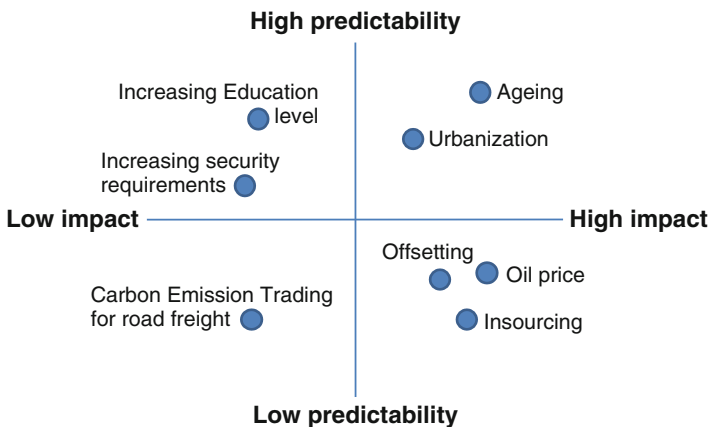 High predictability
Increasing Education
level
Ageing
Urbanization
Increasing security
requirements
Low impact
High impact
Offsetting
Oil price
Carbon Emission Trading
for road freight
Insourcing
Low predictability